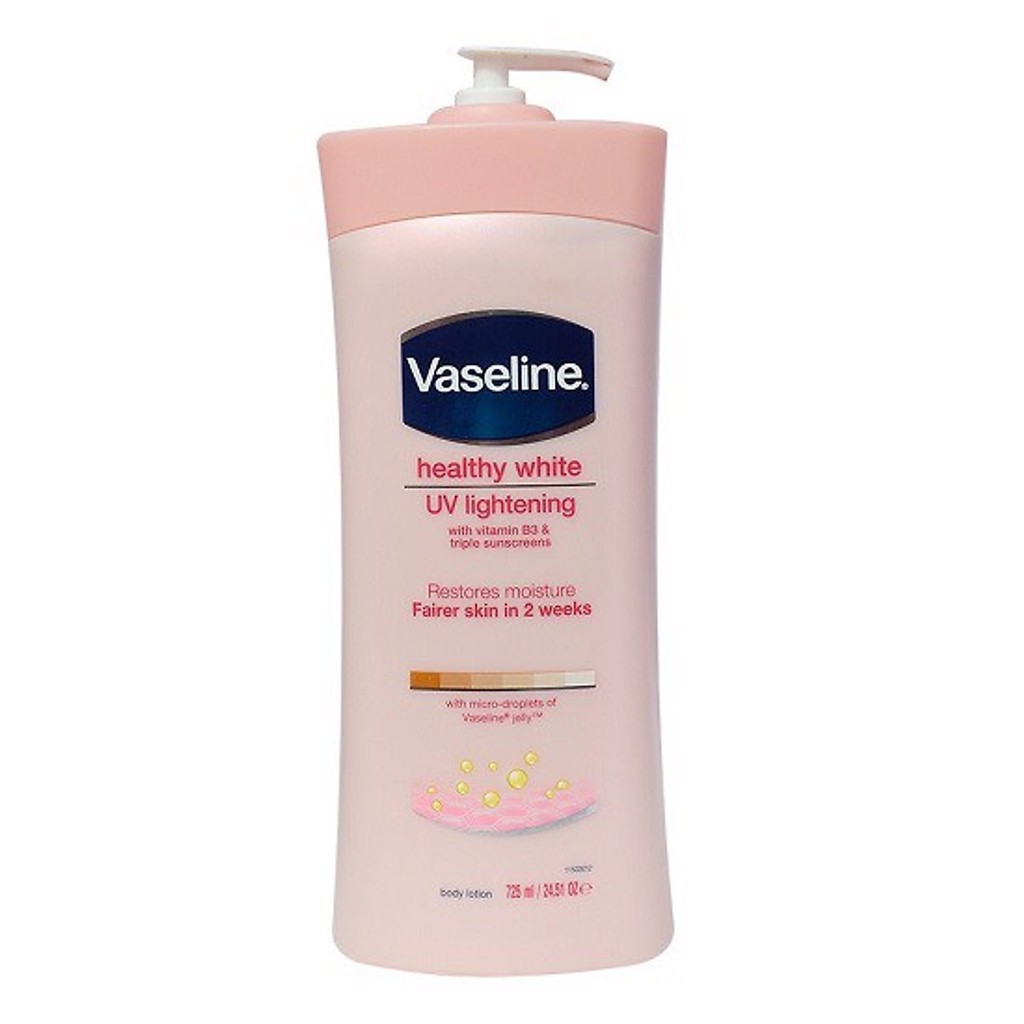 Vaseline®
healthy white
UV lightening
with vitamin B3 &
triple sunscreens
Restores moisture
Fairer skin in 2 weeks
with micro-droplets of
Vaseline® jelly™
body lotion 725 ml / 24.51 OZ ℮